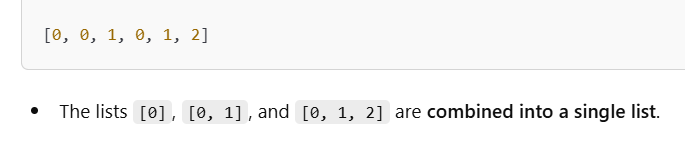 [0, 0, 1, 0, 1, 2]
• The lists [0], [0, 1], and [0, 1, 2] are combined into a single list.